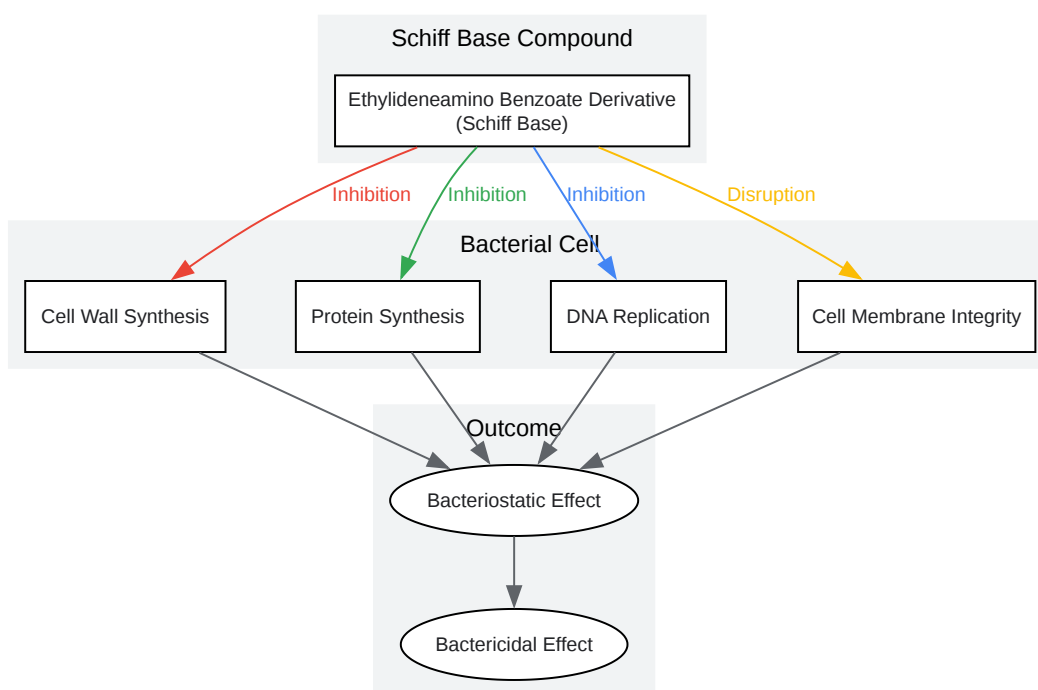 Schiff Base Compound
Ethylideneamino Benzoate Derivative
(Schiff Base)
Inhibition
Inhibition
Inhibition
Disruption
Bacterial Cell
Cell Wall Synthesis
Protein Synthesis
DNA Replication
Cell Membrane Integrity
Outcome
Bacteriostatic Effect
Bactericidal Effect